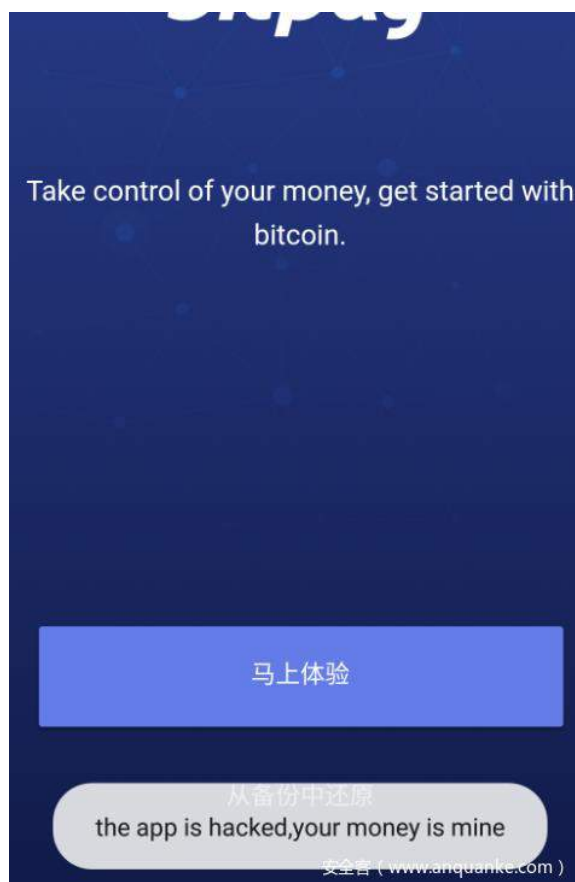 bitpay
Take control of your money, get started with
bitcoin.
马上体验
从备份中还原
the app is hacked,your money is mine
安全客 ( www.anquanke.com )